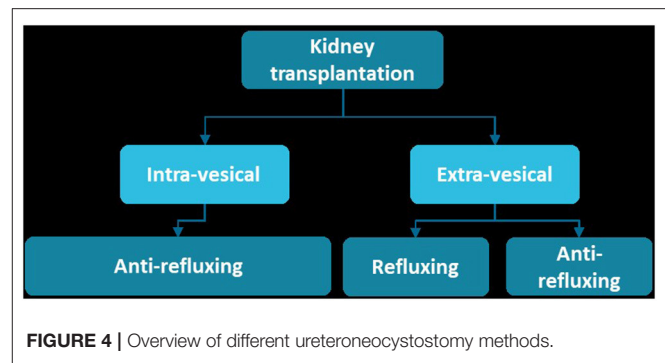 Kidney
transplantation
Intra-vesical
Extra-vesical
Anti-refluxing
Refluxing
Anti-
refluxing
FIGURE 4 | Overview of different ureteroneocystostomy methods.